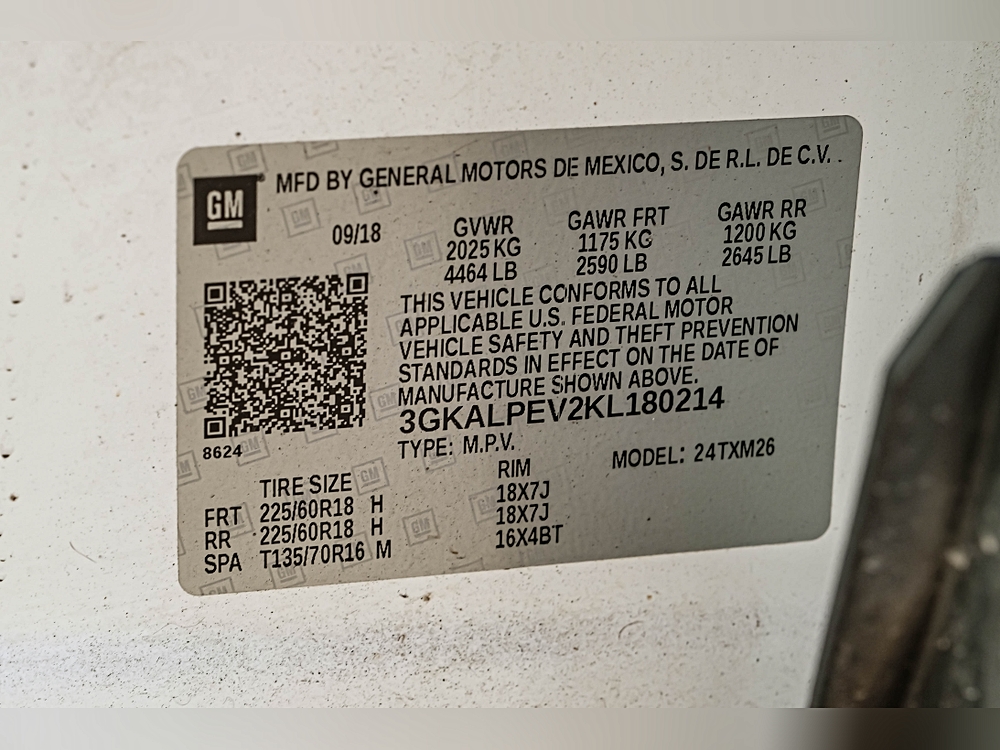 GM
MFD BY GENERAL MOTORS DE MEXICO, S. DE R.L. DE C.V.
09/18
GVWR GAWR FRT GAWR RR
2025 KG 1175 KG 1200 KG
4464 LB 2590 LB 2645 LB
THIS VEHICLE CONFORMS TO ALL
APPLICABLE U.S. FEDERAL MOTOR
VEHICLE SAFETY AND THEFT PREVENTION
STANDARDS IN EFFECT ON THE DATE OF
MANUFACTURE SHOWN ABOVE.
3GKALPEV2KL180214
8624
TYPE: M.P.V. MODEL: 24TXM26
TIRE SIZE RIM
FRT 225/60R18 H 18X7J
RR 225/60R18 H 18X7J
SPA T135/70R16 M 16X4BT